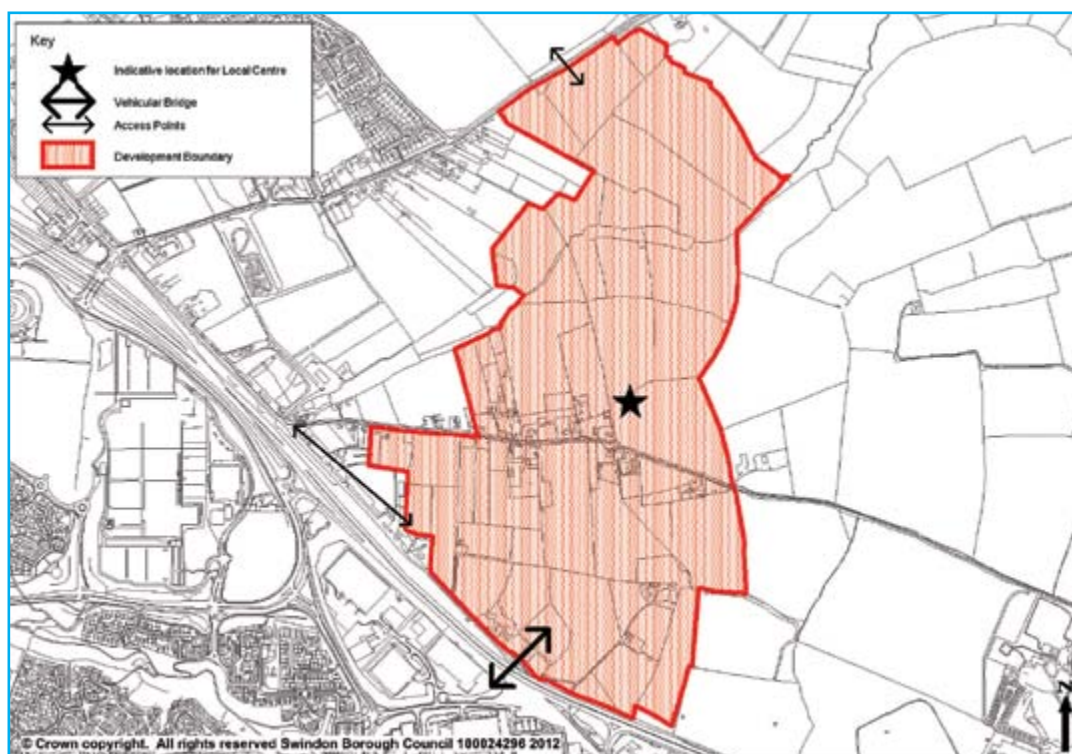 Key
Indicative location for Local Centre
Vehicular Bridge
Access Points
Development Boundary
N
© Crown copyright. All rights reserved Swindon Borough Council 100024296 2012